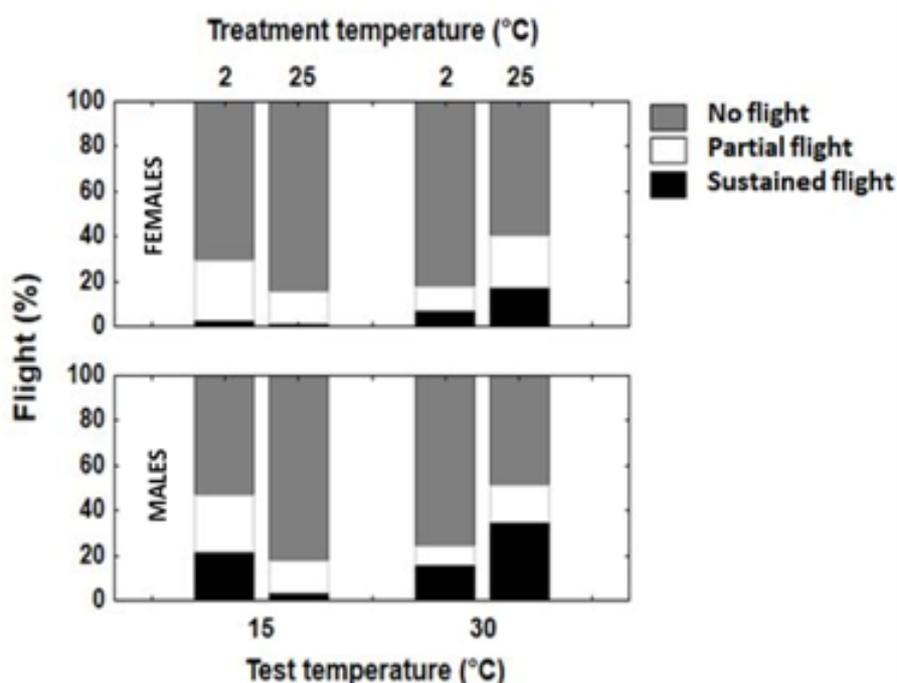 Treatment temperature (°C)
2 25 2 25
100
80
60
40
20
0
FEMALES
No flight
Partial flight
Sustained flight
Flight (%)
100
80
60
40
20
0
MALES
15 30
Test temperature (°C)